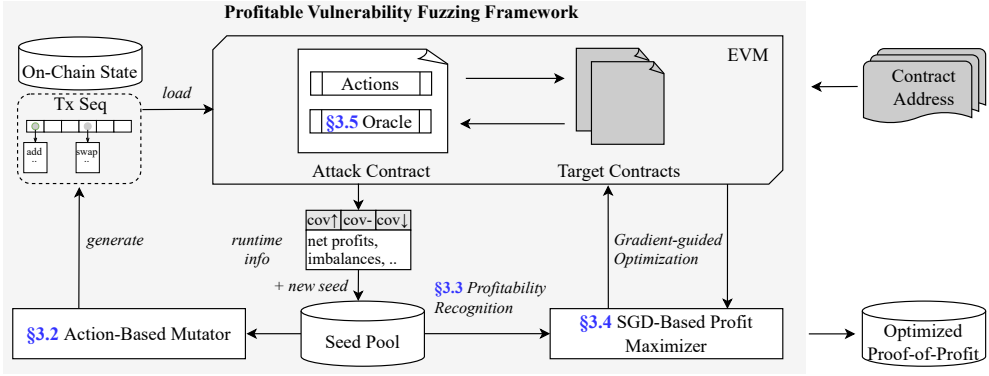 Profitable Vulnerability Fuzzing Framework
On-Chain State
Tx Seq
add
..
swap
..
load
EVM
Actions
§3.5 Oracle
Attack Contract
Target Contracts
Contract
Address
generate
cov↑ cov- cov↓
net profits,
imbalances, ..
runtime
info
+ new seed
Gradient-guided
Optimization
§3.3 Profitability
Recognition
§3.2 Action-Based Mutator
Seed Pool
§3.4 SGD-Based Profit
Maximizer
Optimized
Proof-of-Profit